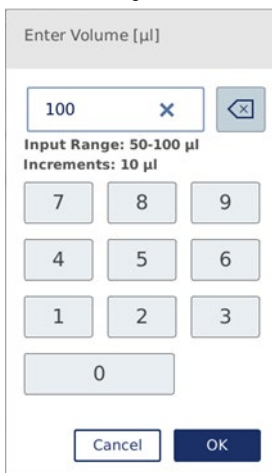 Enter Volume [µl]
100
Input Range: 50-100 µl
Increments: 10 µl
7 8 9
4 5 6
1 2 3
0
Cancel OK